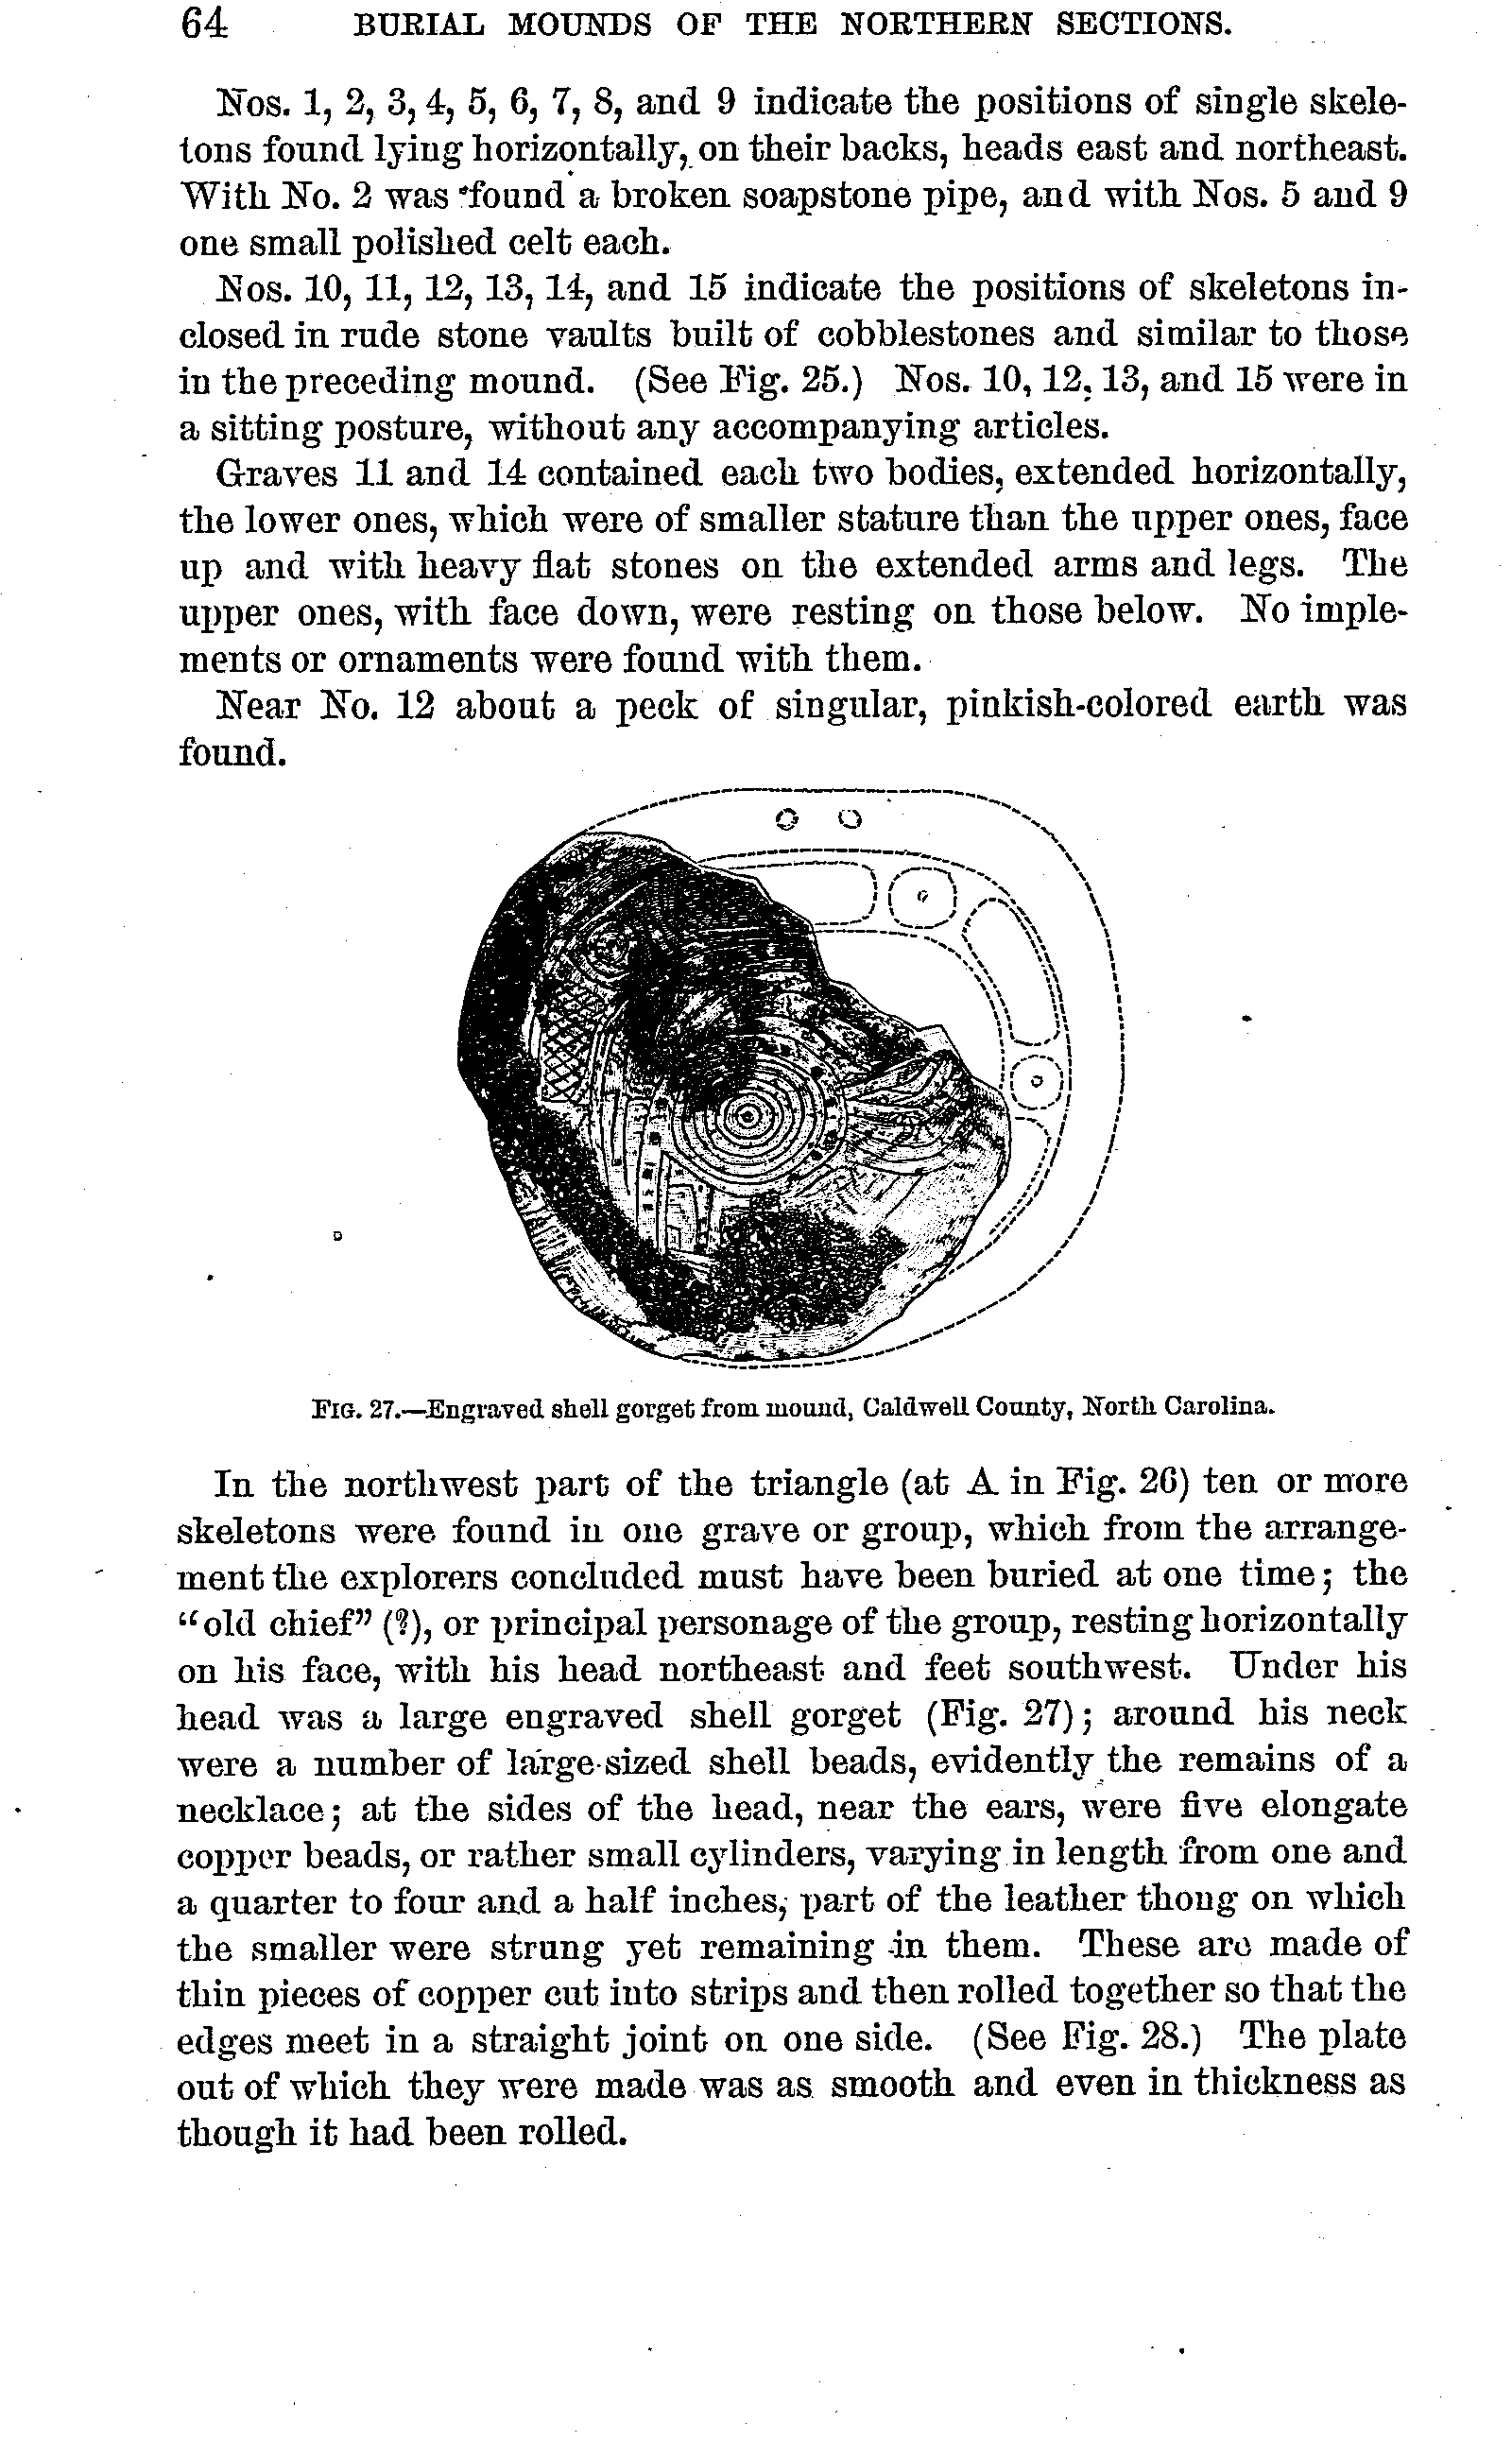 64 BURIAL MOUNDS OF THE NORTHERN SECTIONS.
Nos. 1, 2, 3, 4, 5, 6, 7, 8, and 9 indicate the positions of single skele-
tons found lying horizontally, on their backs, heads east and northeast.
With No. 2 was found a broken soapstone pipe, and with Nos. 5 and 9
one small polished celt each.
Nos. 10, 11, 12, 13, 14, and 15 indicate the positions of skeletons in-
closed in rude stone vaults built of cobblestones and similar to those
in the preceding mound. (See Fig. 25.) Nos. 10, 12, 13, and 15 were in
a sitting posture, without any accompanying articles.
Graves 11 and 14 contained each two bodies, extended horizontally,
the lower ones, which were of smaller stature than the upper ones, face
up and with heavy flat stones on the extended arms and legs. The
upper ones, with face down, were resting on those below. No imple-
ments or ornaments were found with them.
Near No. 12 about a peck of singular, pinkish-colored earth was
found.
FIG. 27.—Engraved shell gorget from mound, Caldwell County, North Carolina.
In the northwest part of the triangle (at A in Fig. 26) ten or more
skeletons were found in one grave or group, which from the arrange-
ment the explorers concluded must have been buried at one time; the
"old chief" (?), or principal personage of the group, resting horizontally
on his face, with his head northeast and feet southwest. Under his
head was a large engraved shell gorget (Fig. 27); around his neck
were a number of large-sized shell beads, evidently the remains of a
necklace; at the sides of the head, near the ears, were five elongate
copper beads, or rather small cylinders, varying in length from one and
a quarter to four and a half inches, part of the leather thong on which
the smaller were strung yet remaining in them. These are made of
thin pieces of copper cut into strips and then rolled together so that the
edges meet in a straight joint on one side. (See Fig. 28.) The plate
out of which they were made was as smooth and even in thickness as
though it had been rolled.